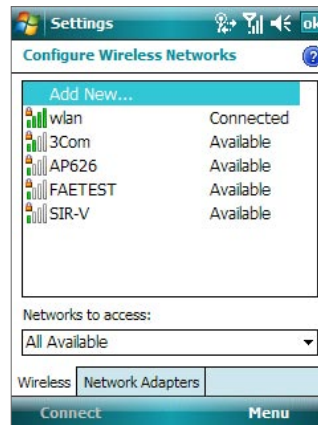 Settings
ok
Configure Wireless Networks
?
Add New...
wlan Connected
3Com Available
AP626 Available
FAETEST Available
SIR-V Available
Networks to access:
All Available
Wireless Network Adapters
Connect Menu